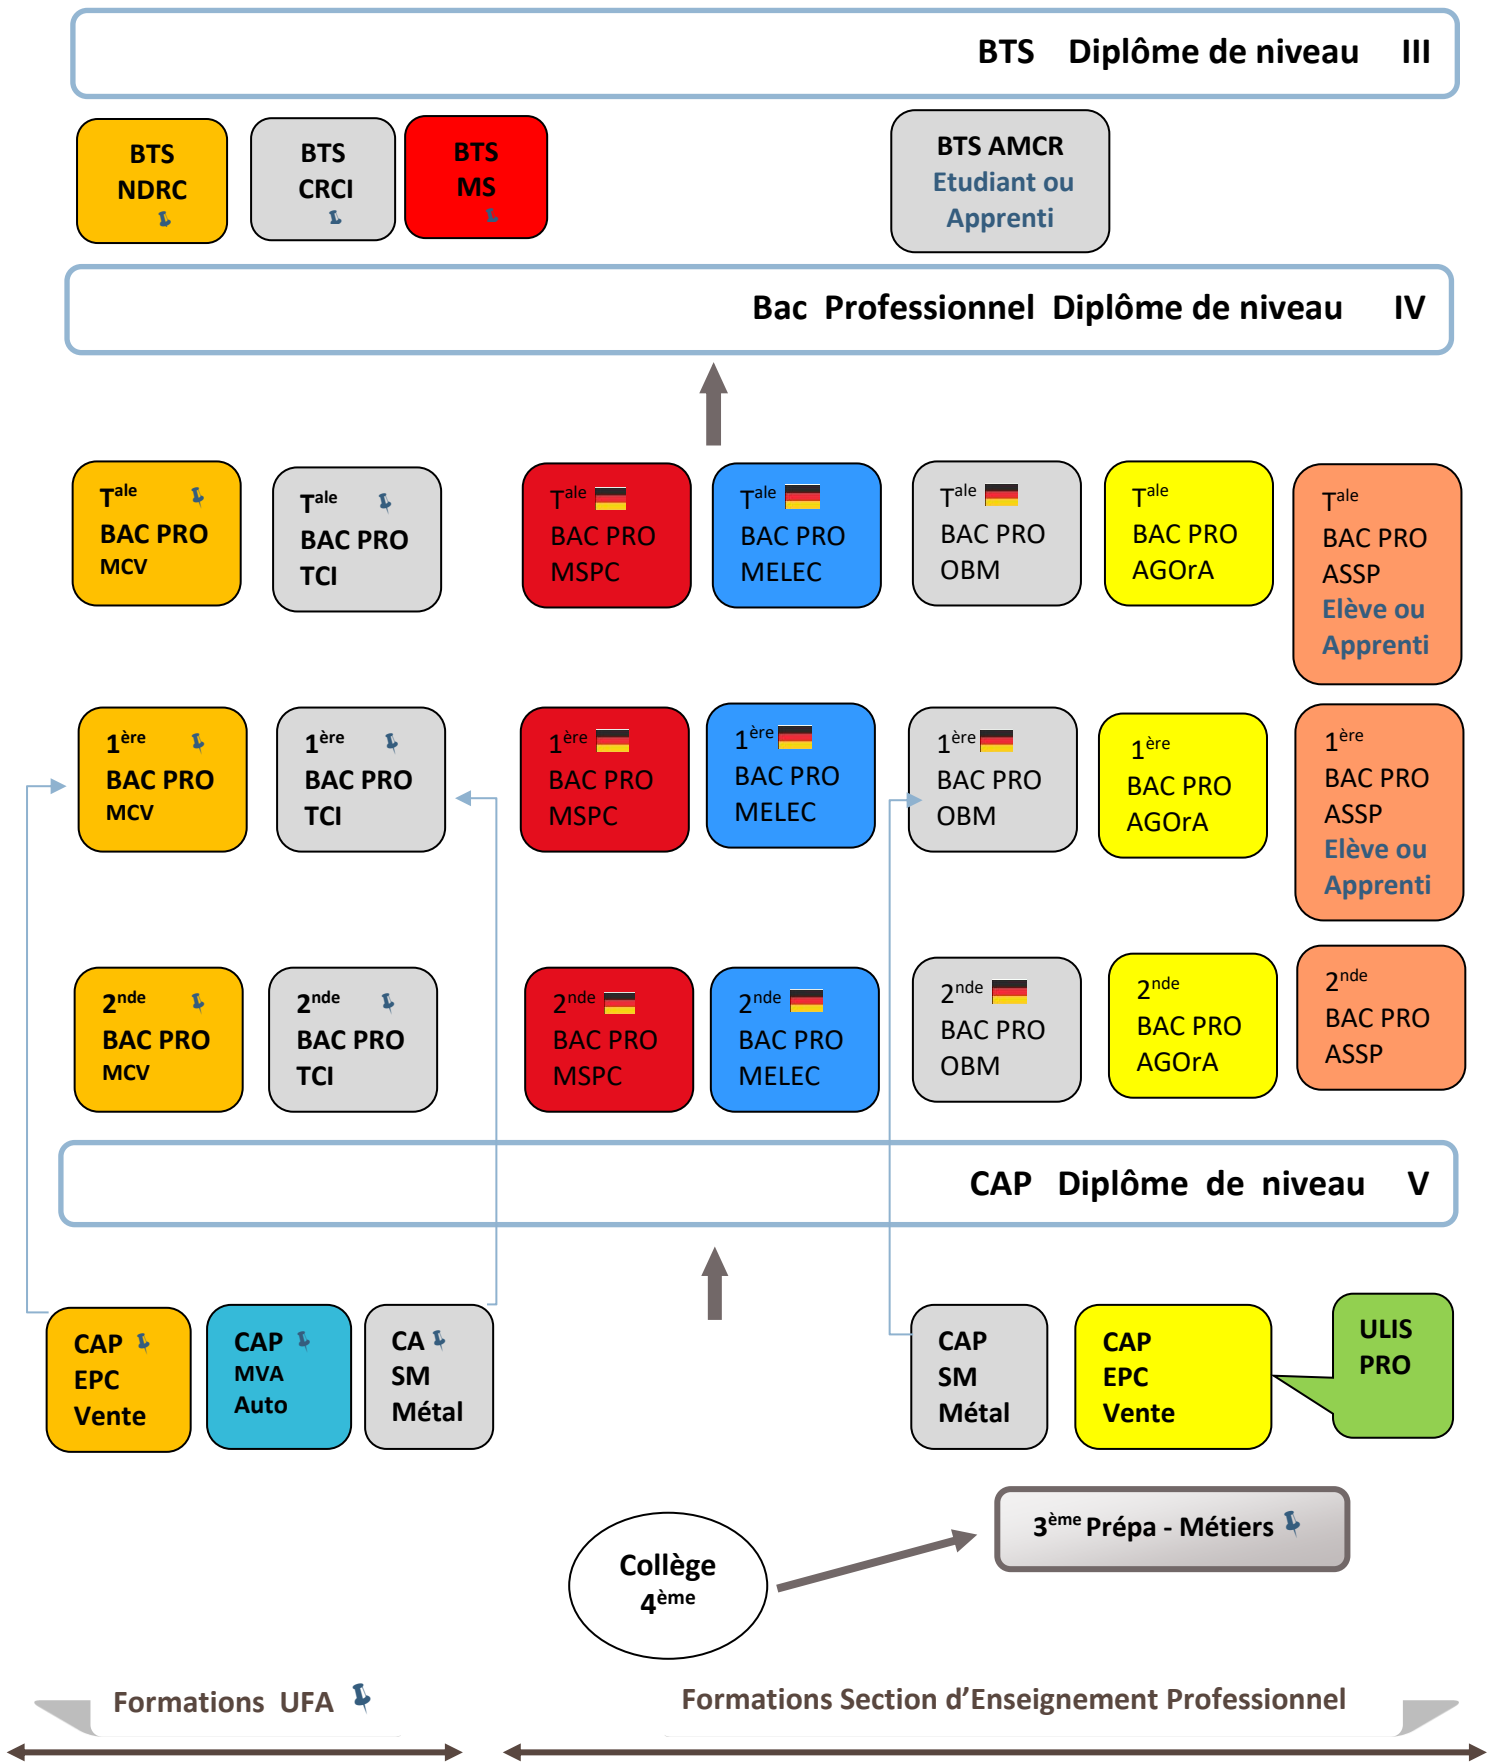 BTS Diplôme de niveau III
BTS
NDRC
BTS
CRCI
BTS
MS
BTS AMCR
Etudiant ou
Apprenti
Bac Professionnel Diplôme de niveau IV
Tale
BAC PRO
MCV
Tale
BAC PRO
TCI
Tale
BAC PRO
MSPC
Tale
BAC PRO
MELEC
Tale
BAC PRO
OBM
Tale
BAC PRO
AGOrA
Tale
BAC PRO
ASSP
Elève ou
Apprenti
1ère
BAC PRO
MCV
1ère
BAC PRO
TCI
1ère
BAC PRO
MSPC
1ère
BAC PRO
MELEC
1ère
BAC PRO
OBM
1ère
BAC PRO
AGOrA
1ère
BAC PRO
ASSP
Elève ou
Apprenti
2nde
BAC PRO
MCV
2nde
BAC PRO
TCI
2nde
BAC PRO
MSPC
2nde
BAC PRO
MELEC
2nde
BAC PRO
OBM
2nde
BAC PRO
AGOrA
2nde
BAC PRO
ASSP
CAP Diplôme de niveau V
CAP
EPC
Vente
CAP
MVA
Auto
CA
SM
Métal
CAP
SM
Métal
CAP
EPC
Vente
ULIS
PRO
3ème Prépa - Métiers
Collège
4ème
Formations UFA
Formations Section d'Enseignement Professionnel